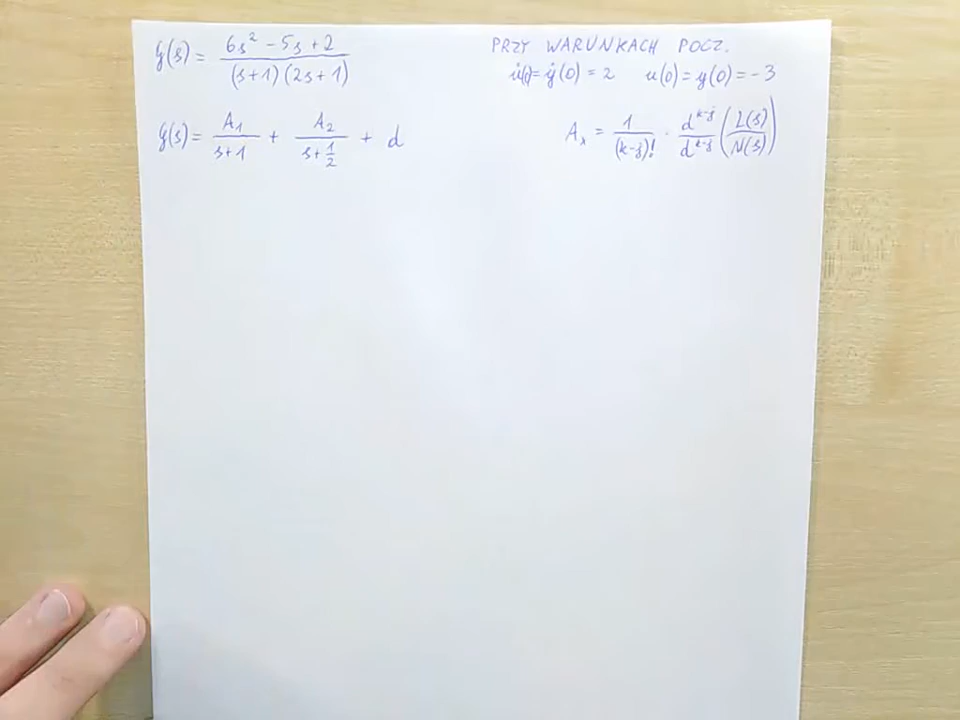 G(s) = (6s² - 5s + 2) / ((s+1)(2s+1))
PRZY WARUNKACH POCZ.
u̇(0) = ẏ(0) = 2 u(0) = y(0) = -3
G(s) = A₁/(s+1) + A₂/(s+1/2) + d
Aₓ = 1/(k-j)! · d^(k-j)/d^(k-j) (L(s)/N(s))